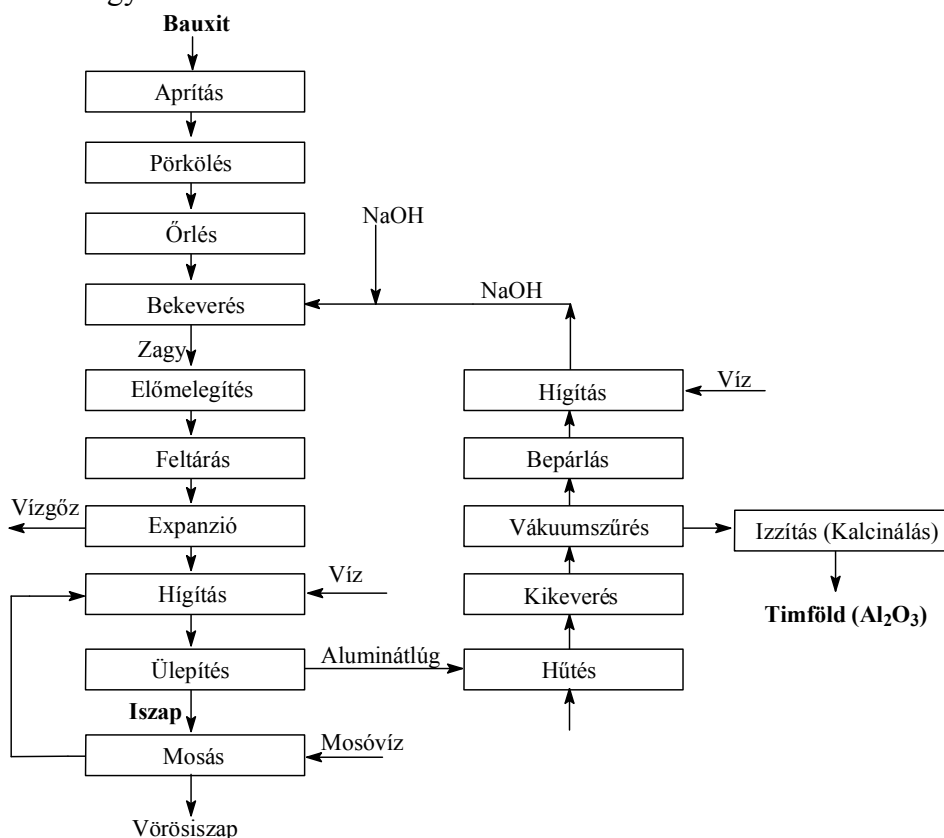 Bauxit
Aprítás
Pörkölés
Őrlés
NaOH
Bekeverés
NaOH
Zagy
Előmelegítés
Hígítás
Víz
Feltárás
Bepárlás
Vízgőz
Expanzió
Vákuumszűrés
Izzítás (Kalcinálás)
Hígítás
Víz
Kikeverés
Timföld (Al₂O₃)
Ülepítés
Aluminátlúg
Hűtés
Iszap
Mosás
Mosóvíz
Vörösiszap